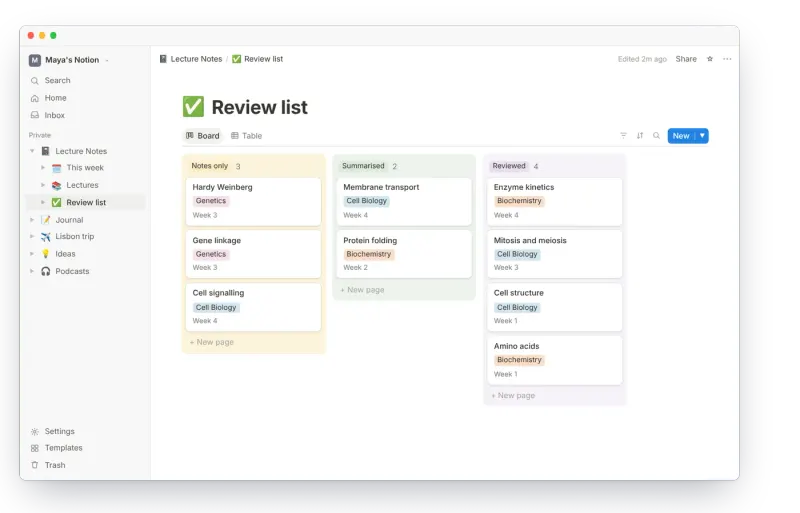 M Maya's Notion
Search
Home
Inbox
Private
Lecture Notes
This week
Lectures
Review list
Journal
Lisbon trip
Ideas
Podcasts
Settings
Templates
Trash
Lecture Notes / Review list
Edited 2m ago Share
Review list
Board Table
New
Notes only 3
Hardy Weinberg
Genetics
Week 3
Gene linkage
Genetics
Week 3
Cell signalling
Cell Biology
Week 4
+ New page
Summarised 2
Membrane transport
Cell Biology
Week 4
Protein folding
Biochemistry
Week 2
+ New page
Reviewed 4
Enzyme kinetics
Biochemistry
Week 4
Mitosis and meiosis
Cell Biology
Week 3
Cell structure
Cell Biology
Week 1
Amino acids
Biochemistry
Week 1
+ New page